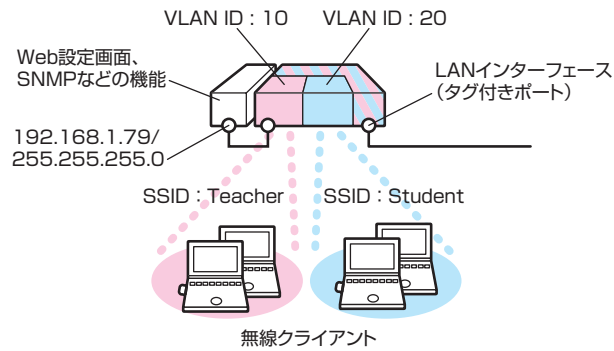 VLAN ID : 10
VLAN ID : 20
Web設定画面、
SNMPなどの機能
LANインターフェース
（タグ付きポート）
192.168.1.79/
255.255.255.0
SSID : Teacher
SSID : Student
無線クライアント